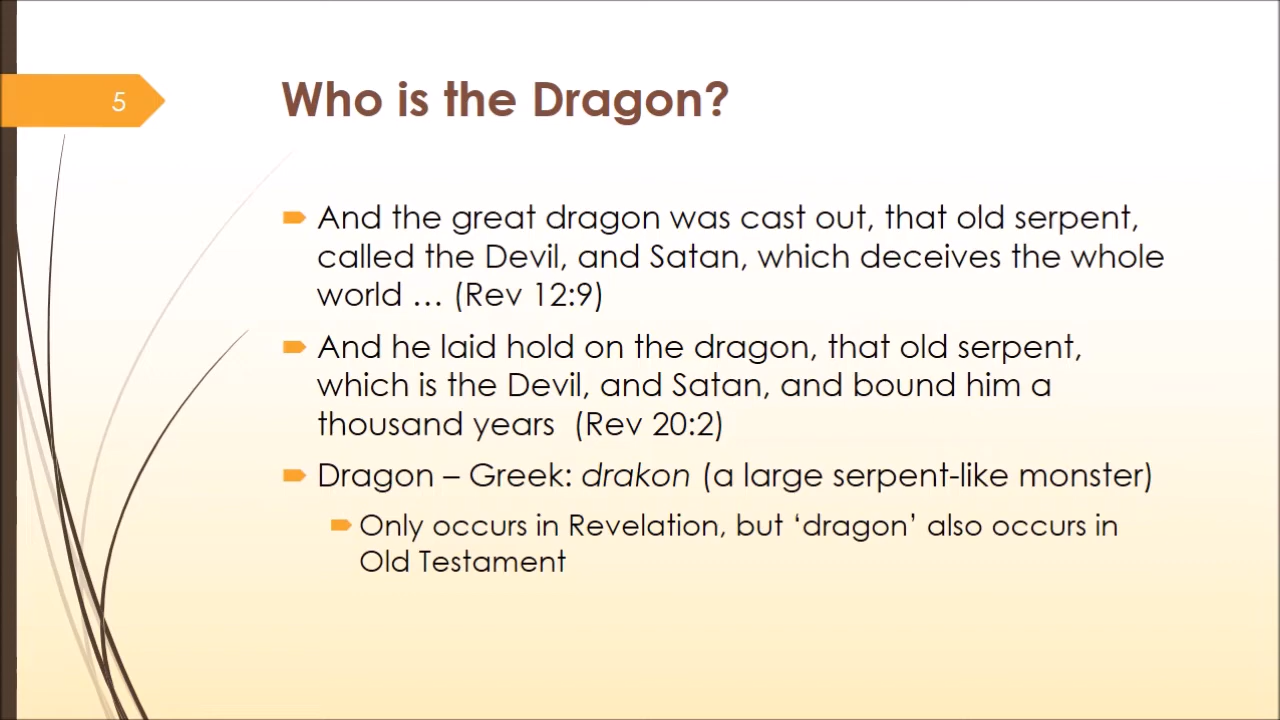 5
Who is the Dragon?
And the great dragon was cast out, that old serpent,
called the Devil, and Satan, which deceives the whole
world … (Rev 12:9)
And he laid hold on the dragon, that old serpent,
which is the Devil, and Satan, and bound him a
thousand years  (Rev 20:2)
Dragon – Greek: drakon (a large serpent-like monster)
Only occurs in Revelation, but ‘dragon’ also occurs in
Old Testament